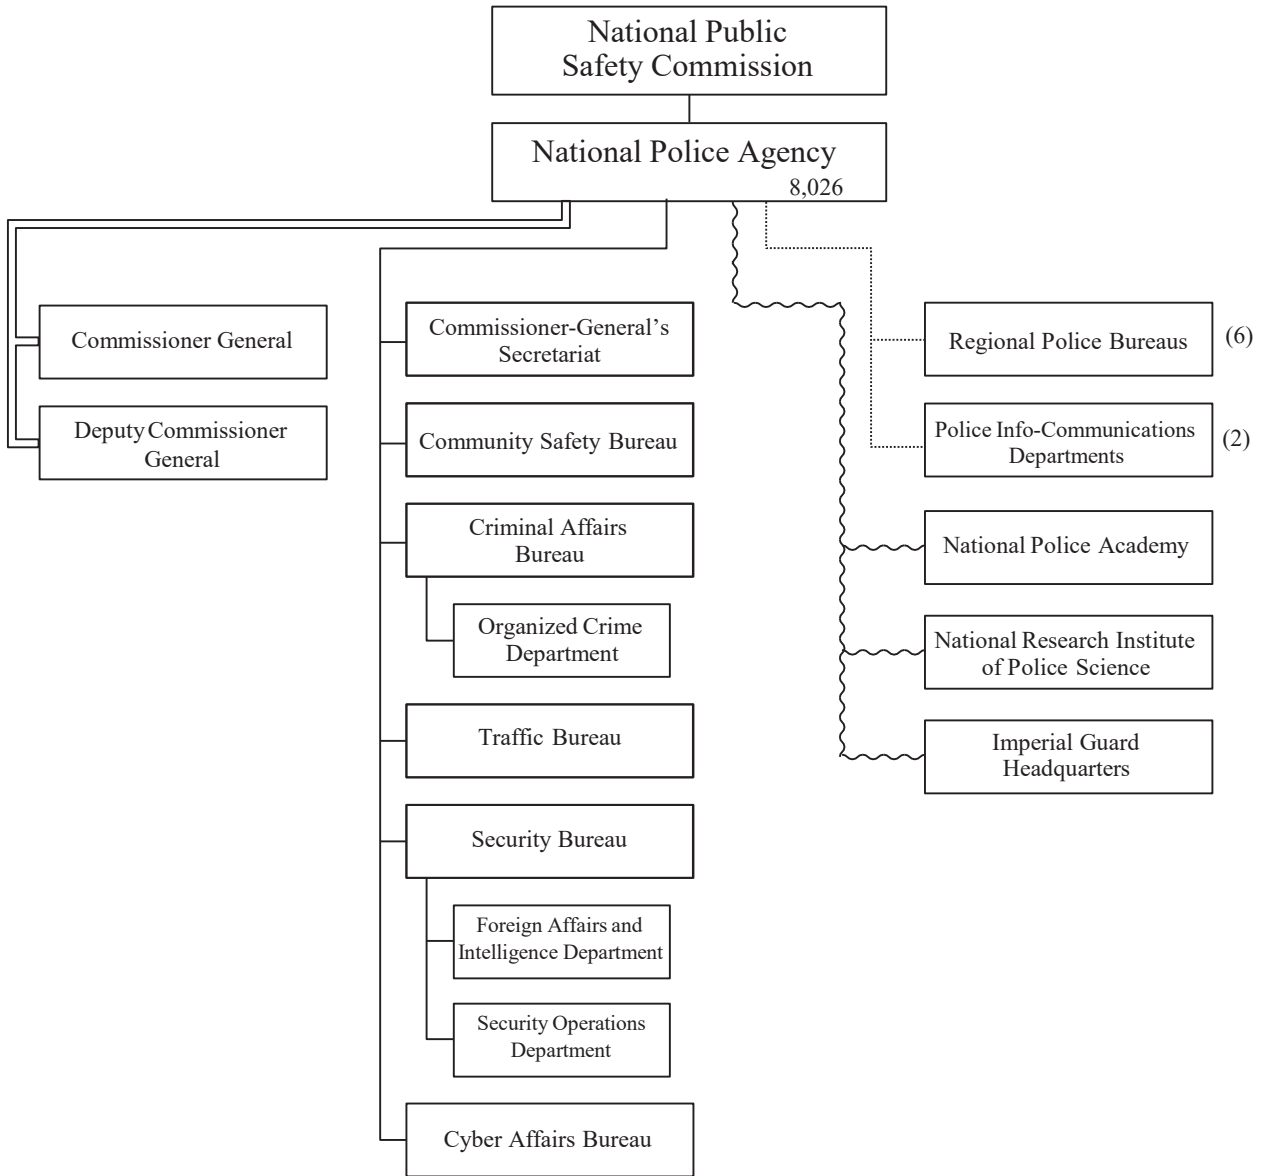 National Public
Safety Commission
National Police Agency
8,026
Commissioner General
Deputy Commissioner
General
Commissioner-General’s
Secretariat
Community Safety Bureau
Criminal Affairs
Bureau
Organized Crime
Department
Traffic Bureau
Security Bureau
Foreign Affairs and
Intelligence Department
Security Operations
Department
Cyber Affairs Bureau
Regional Police Bureaus
(6)
Police Info-Communications
Departments
(2)
National Police Academy
National Research Institute
of Police Science
Imperial Guard
Headquarters